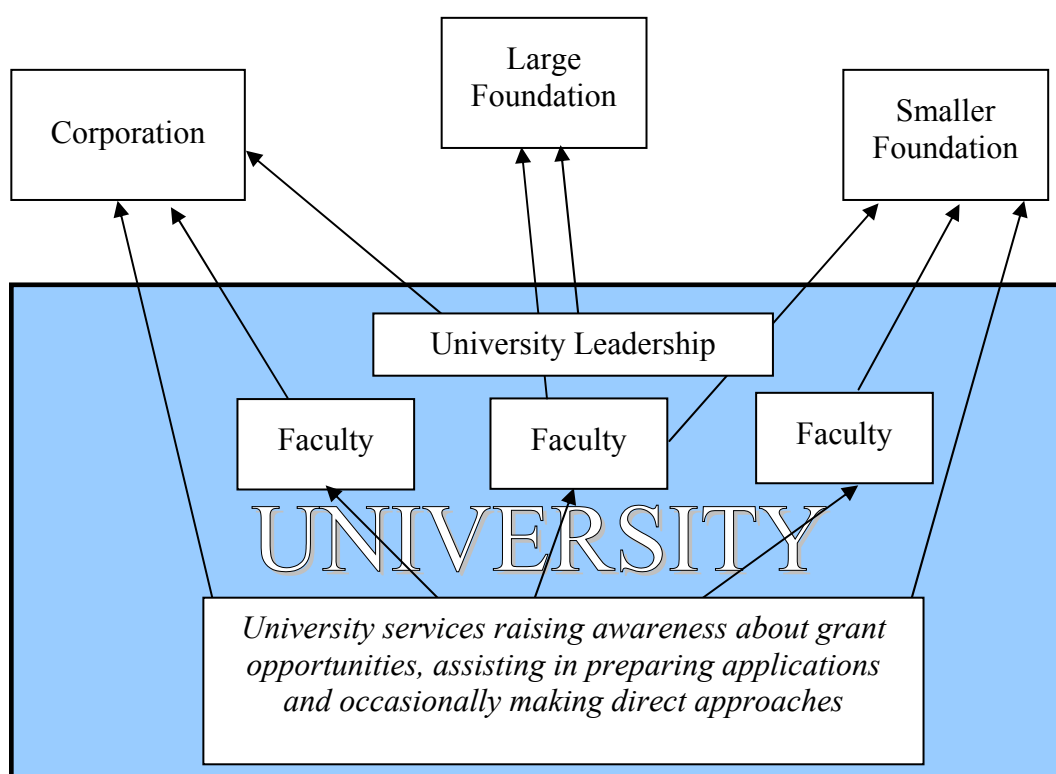 Large
Foundation
Corporation
Smaller
Foundation
University Leadership
Faculty
Faculty
Faculty
UNIVERSITY
University services raising awareness about grant
opportunities, assisting in preparing applications
and occasionally making direct approaches